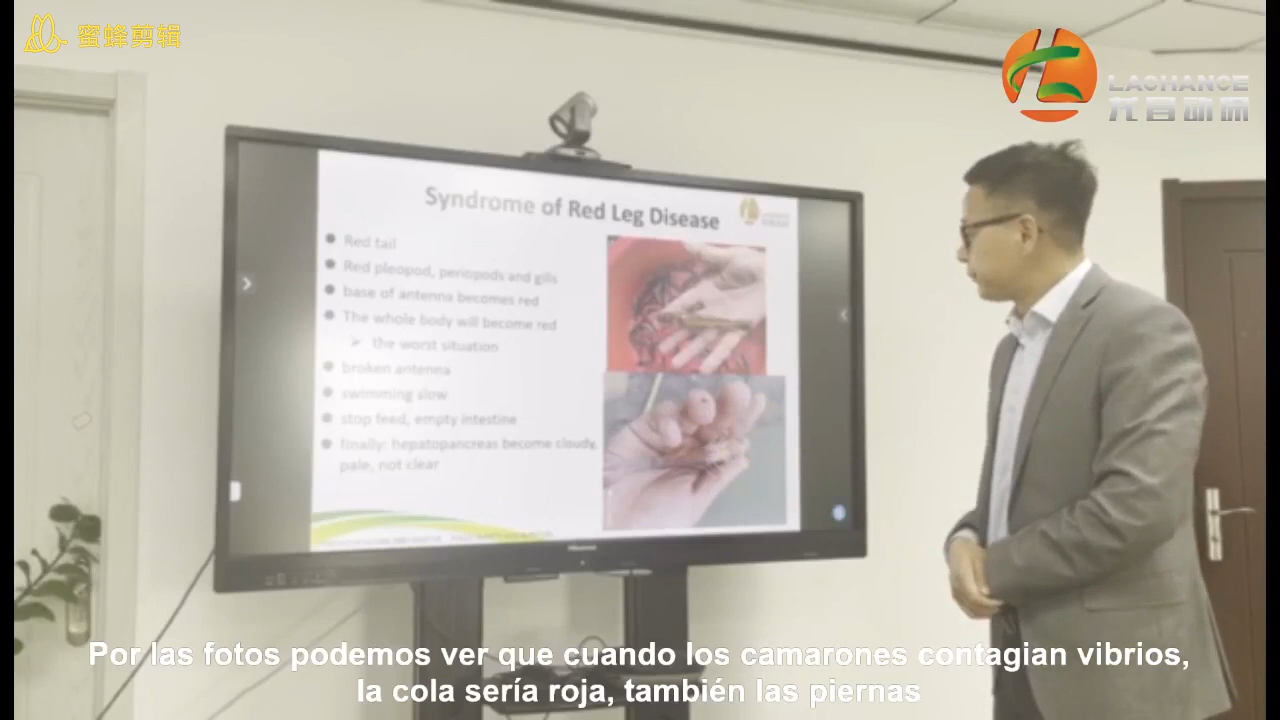 蜜蜂剪辑
LACHANCE
Syndrome of Red Leg Disease
Red tail
Red pleopod, periopods and gills
base of antenna becomes red
The whole body will become red
the worst situation
broken antenna
swimming slow
stop feed, empty intestine
finally: hepatopancreas become cloudy,
pale, not clear
Hisense
Por las fotos podemos ver que cuando los camarones contagian vibrios,
la cola sería roja, también las piernas